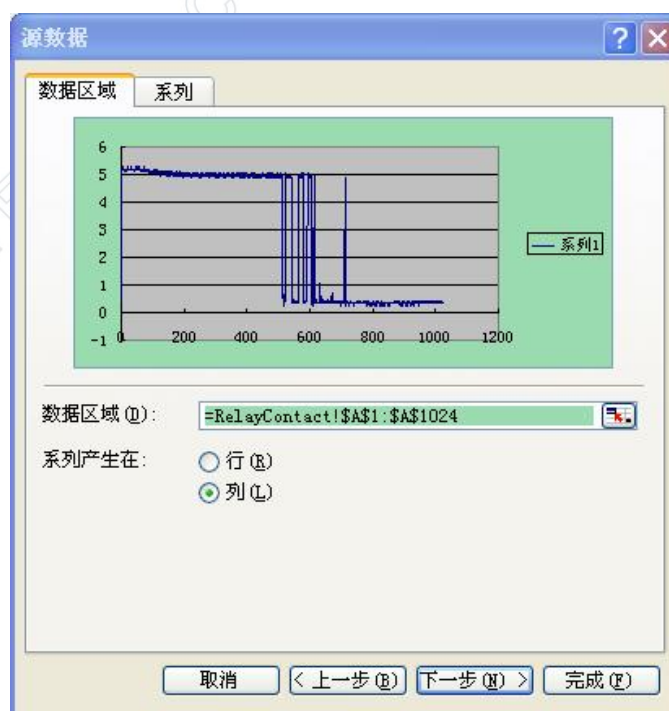 源数据
数据区域 系列
6
5
4
3
2
1
0
-1
0 200 400 600 800 1000 1200
系列1
数据区域(D): =RelayContact!$A$1:$A$1024
系列产生在: 行(R)
列(L)
取消 < 上一步(B) 下一步(N) > 完成(F)